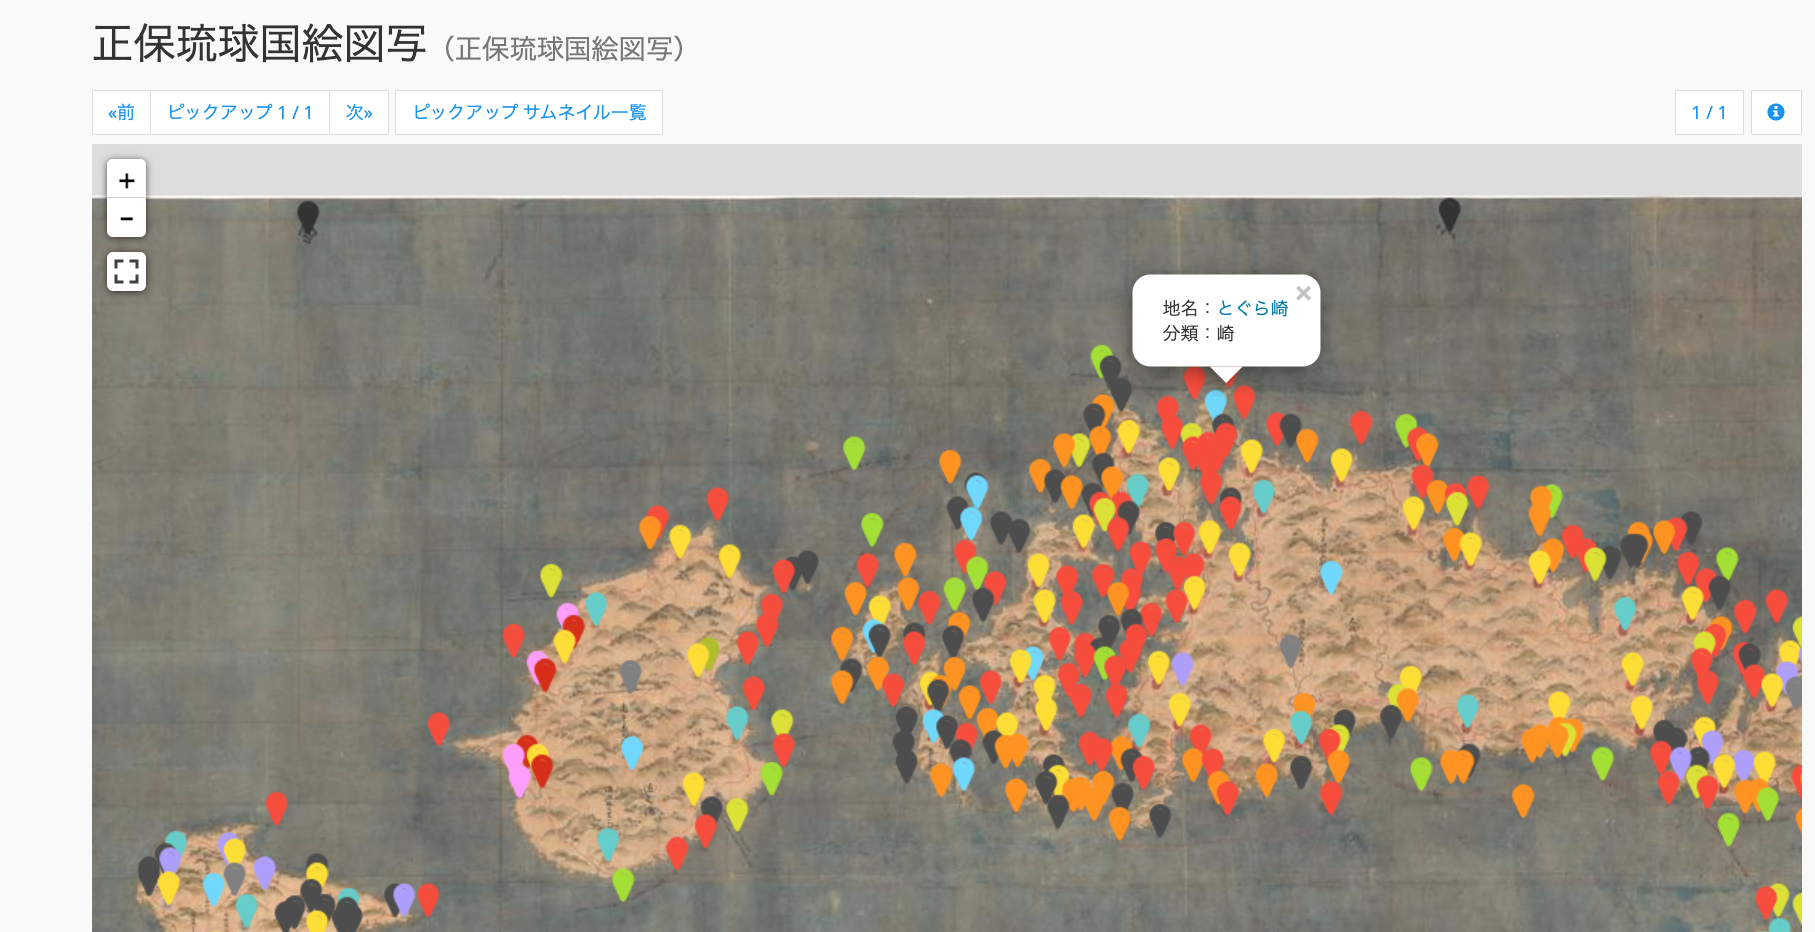 正保琉球国絵図写（正保琉球国絵図写）
«前 ピックアップ 1 / 1 次» ピックアップ サムネイル一覧 1 / 1
+
−
地名：とぐら崎
分類：崎